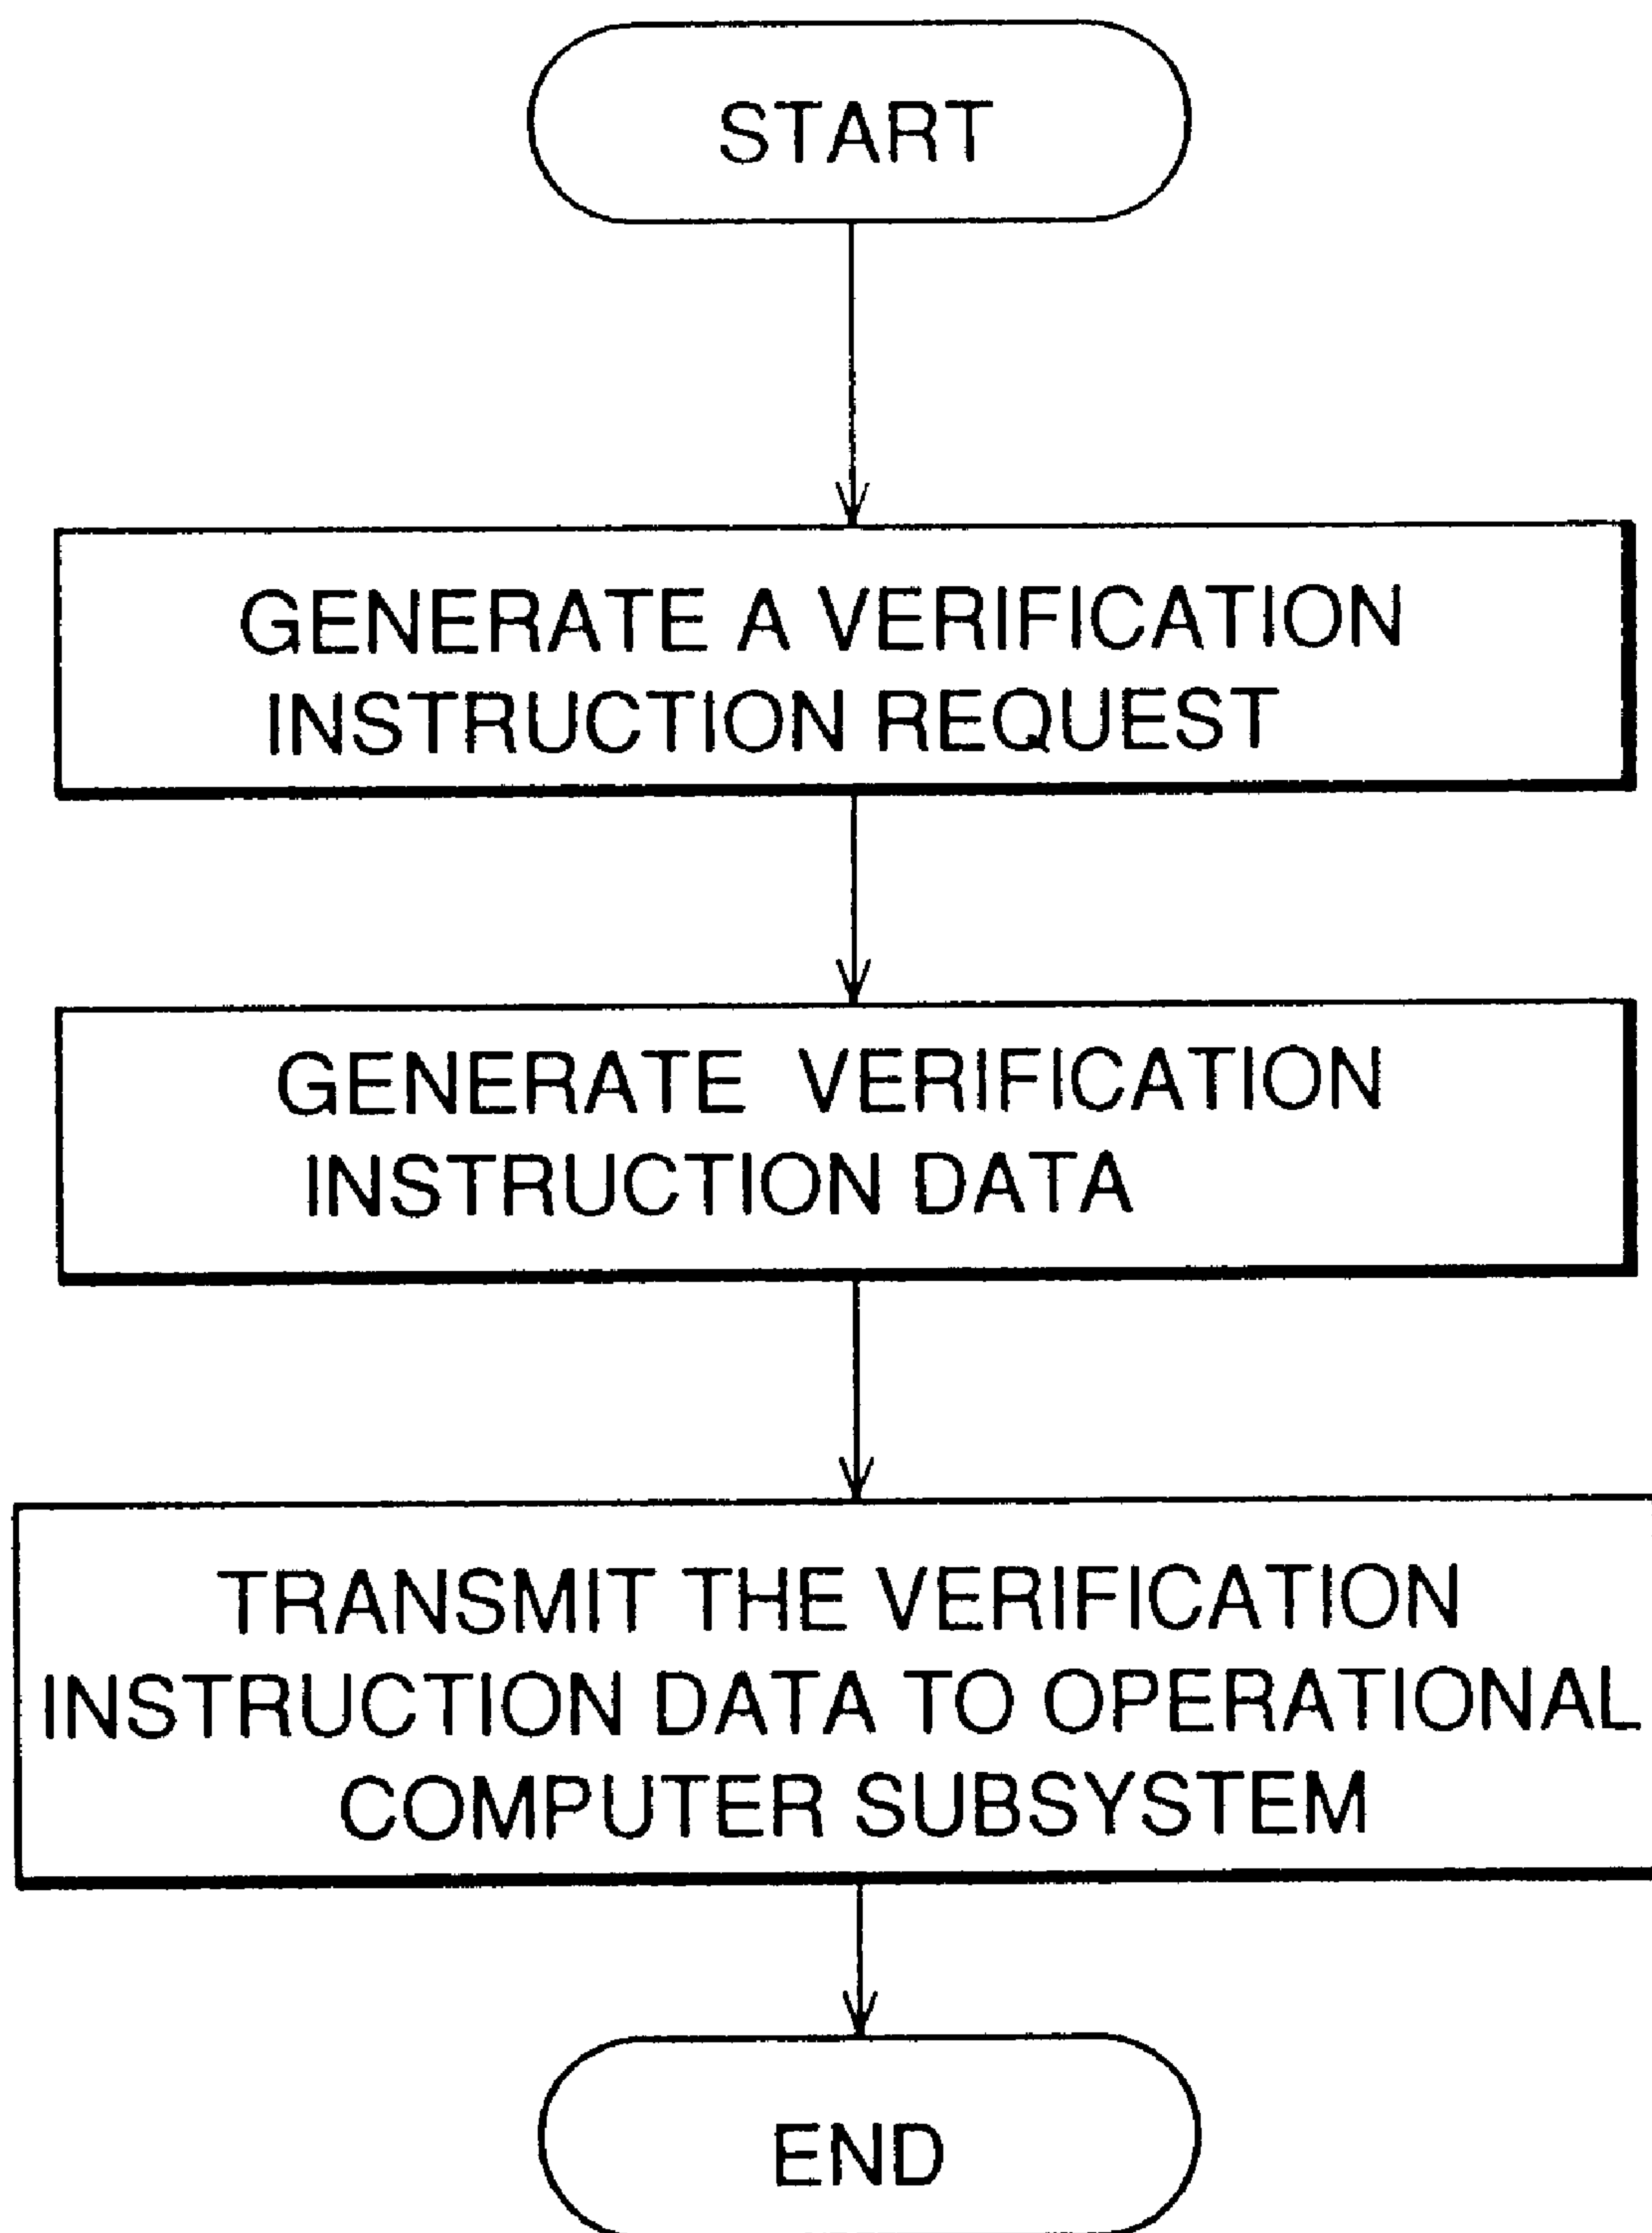 START
GENERATE A VERIFICATION
INSTRUCTION REQUEST
GENERATE VERIFICATION
INSTRUCTION DATA
TRANSMIT THE VERIFICATION
INSTRUCTION DATA TO OPERATIONAL
COMPUTER SUBSYSTEM
END